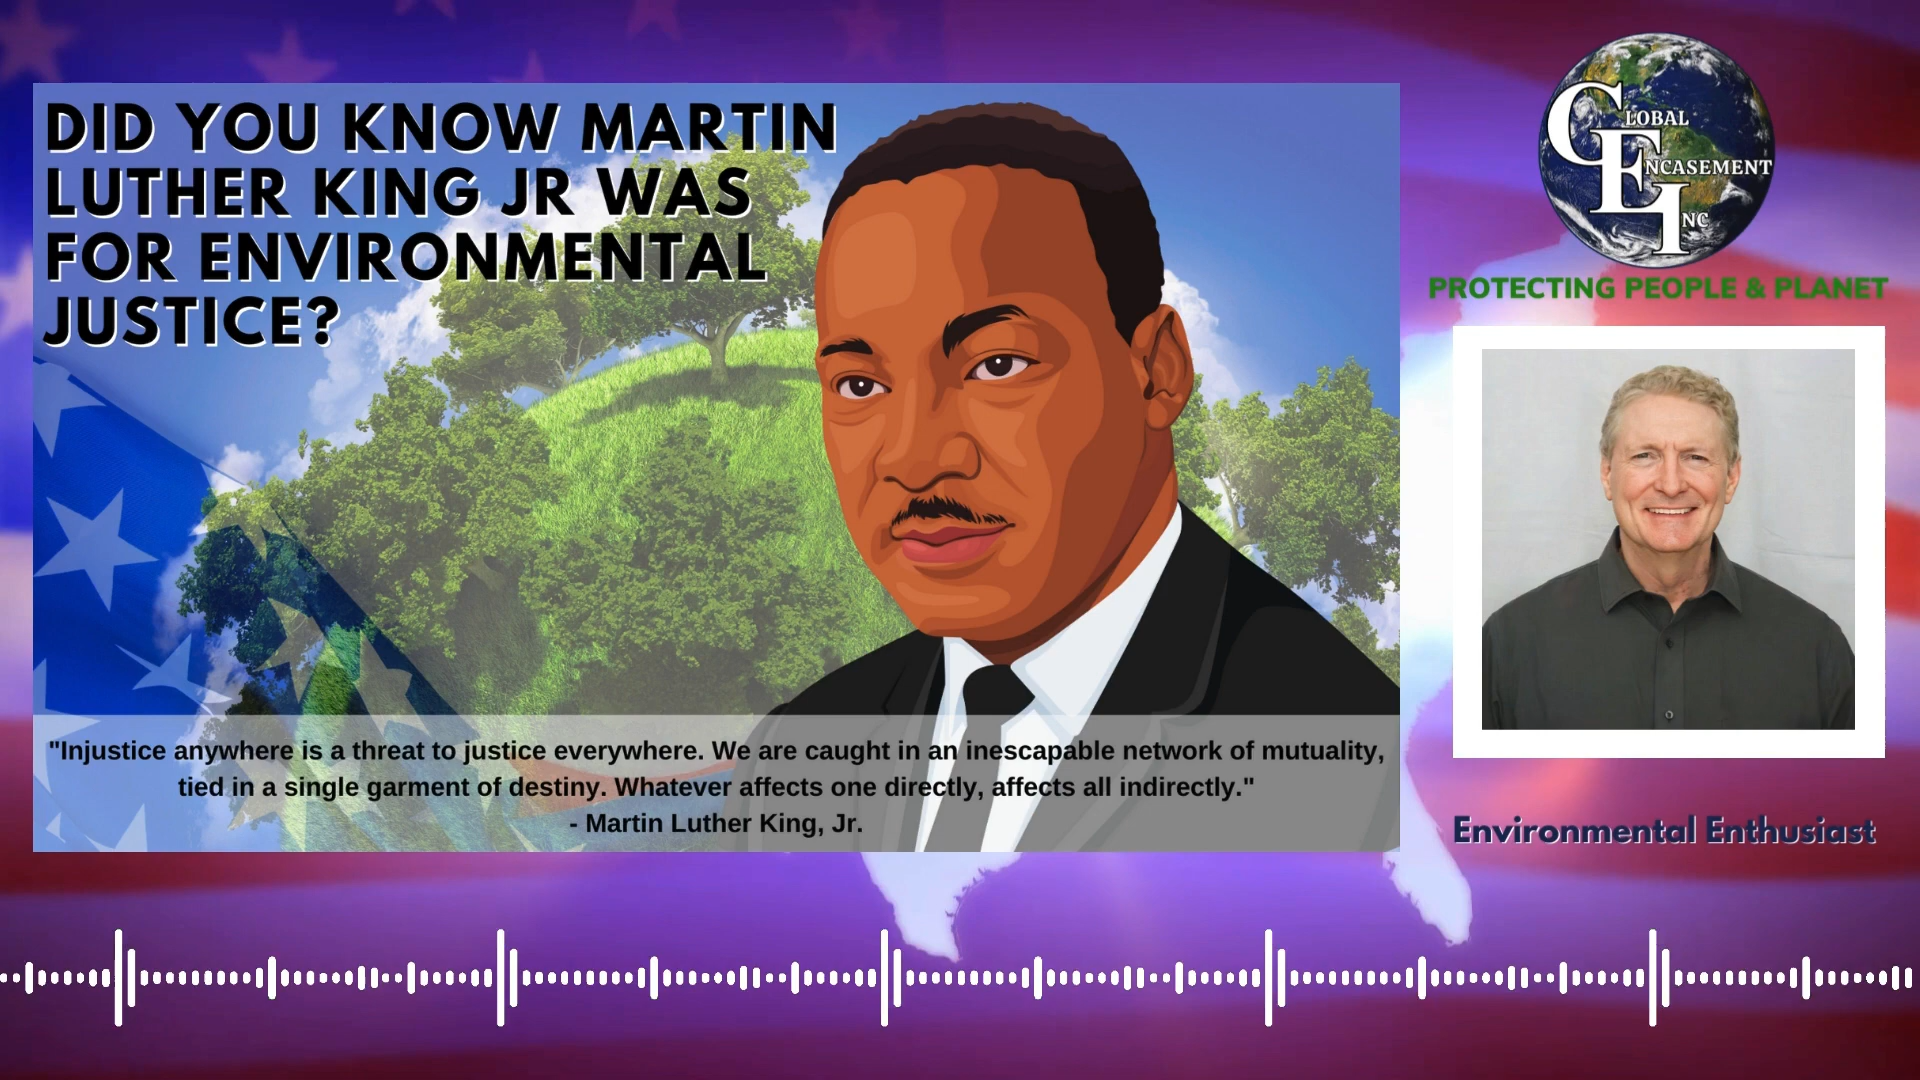 DID YOU KNOW MARTIN
LUTHER KING JR WAS
FOR ENVIRONMENTAL
JUSTICE?
"Injustice anywhere is a threat to justice everywhere. We are caught in an inescapable network of mutuality,
tied in a single garment of destiny. Whatever affects one directly, affects all indirectly."
- Martin Luther King, Jr.
GLOBAL
ENCASEMENT
INC
PROTECTING PEOPLE & PLANET
Environmental Enthusiast